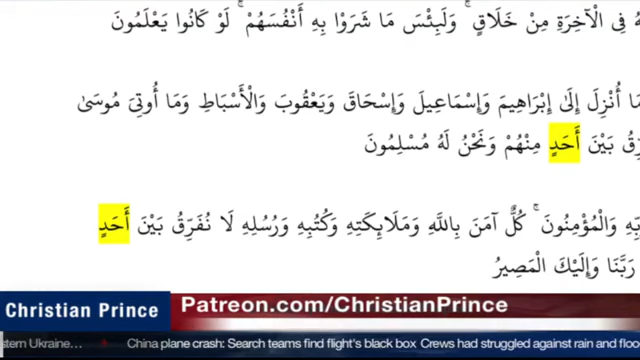 فِى الْآخِرَةِ مِنْ خَلَاقٍ ۚ وَلَبِئْسَ مَا شَرَوْا بِهِ أَنْفُسَهُمْ ۚ لَوْ كَانُوا يَعْلَمُونَ
أُنْزِلَ إِلَىٰ إِبْرَاهِيمَ وَإِسْمَاعِيلَ وَإِسْحَاقَ وَيَعْقُوبَ وَالْأَسْبَاطِ وَمَا أُوتِىَ مُوسَىٰ
بَيْنَ أَحَدٍ مِنْهُمْ وَنَحْنُ لَهُ مُسْلِمُونَ
وَالْمُؤْمِنُونَ ۚ كُلٌّ آمَنَ بِاللَّهِ وَمَلَائِكَتِهِ وَكُتُبِهِ وَرُسُلِهِ لَا نُفَرِّقُ بَيْنَ أَحَدٍ
رَبَّنَا وَإِلَيْكَ الْمَصِيرُ
Christian Prince
Patreon.com/ChristianPrince
stern Ukraine… • China plane crash: Search teams find flight's black box. Crews had struggled against rain and floo